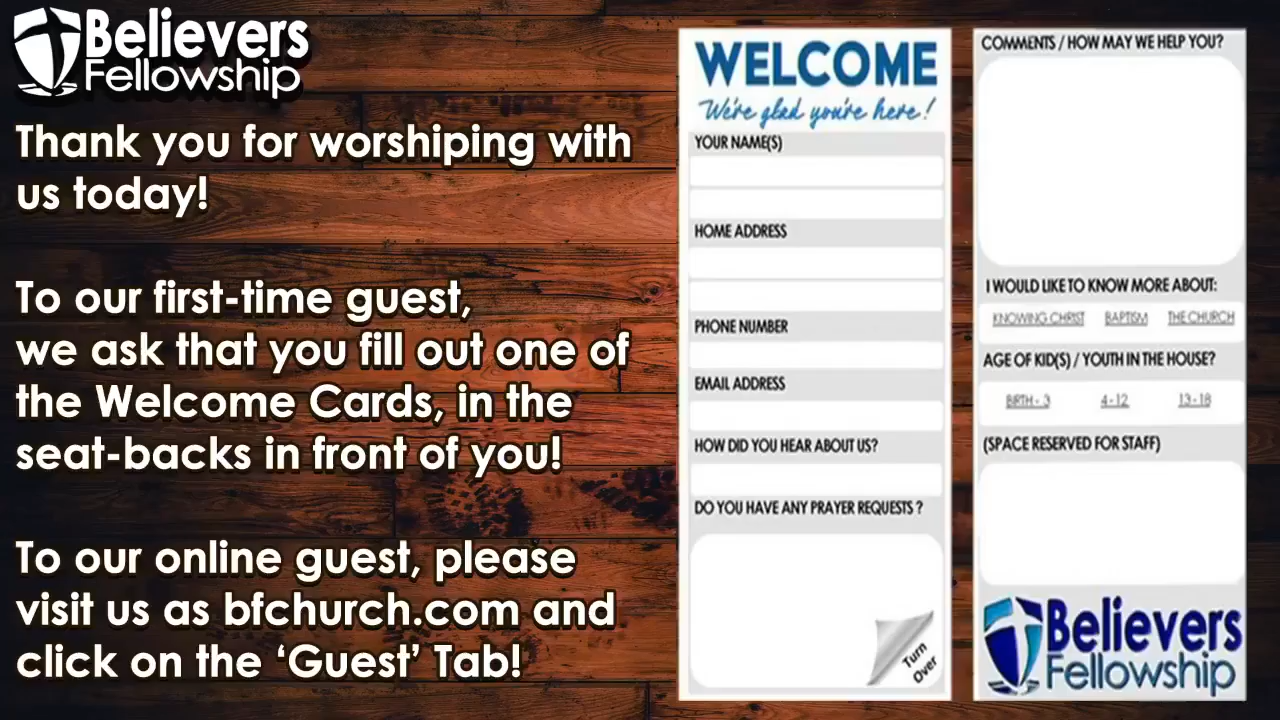 Believers
Fellowship
Thank you for worshiping with
us today!
To our first-time guest,
we ask that you fill out one of
the Welcome Cards, in the
seat-backs in front of you!
To our online guest, please
visit us as bfchurch.com and
click on the ‘Guest’ Tab!
WELCOME
We're glad you're here!
YOUR NAME(S)
HOME ADDRESS
PHONE NUMBER
EMAIL ADDRESS
HOW DID YOU HEAR ABOUT US?
DO YOU HAVE ANY PRAYER REQUESTS ?
Turn
Over
COMMENTS / HOW MAY WE HELP YOU?
I WOULD LIKE TO KNOW MORE ABOUT:
KNOWING CHRIST BAPTISM THE CHURCH
AGE OF KID(S) / YOUTH IN THE HOUSE?
BIRTH - 3 4 - 12 13 - 18
(SPACE RESERVED FOR STAFF)
Believers
Fellowship